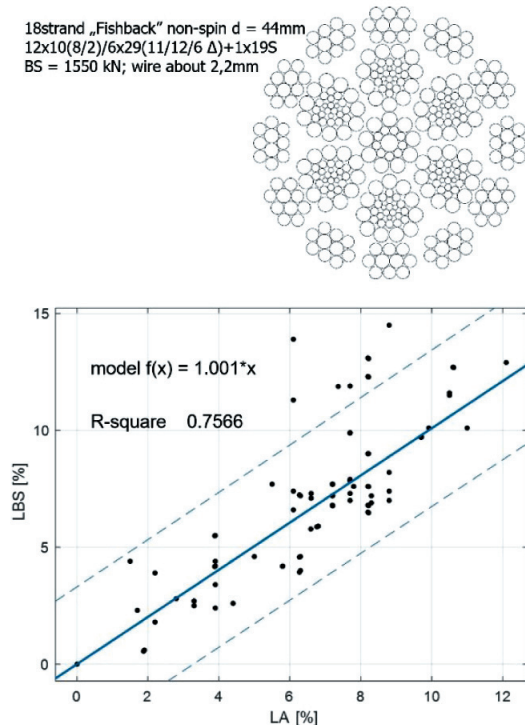 18strand „Fishback” non-spin d = 44mm
12x10(8/2)/6x29(11/12/6 Δ)+1x19S
BS = 1550 kN; wire about 2,2mm
15
model f(x) = 1.001*x
R-square 0.7566
10
LBS [%]
5
0
0 2 4 6 8 10 12
LA [%]